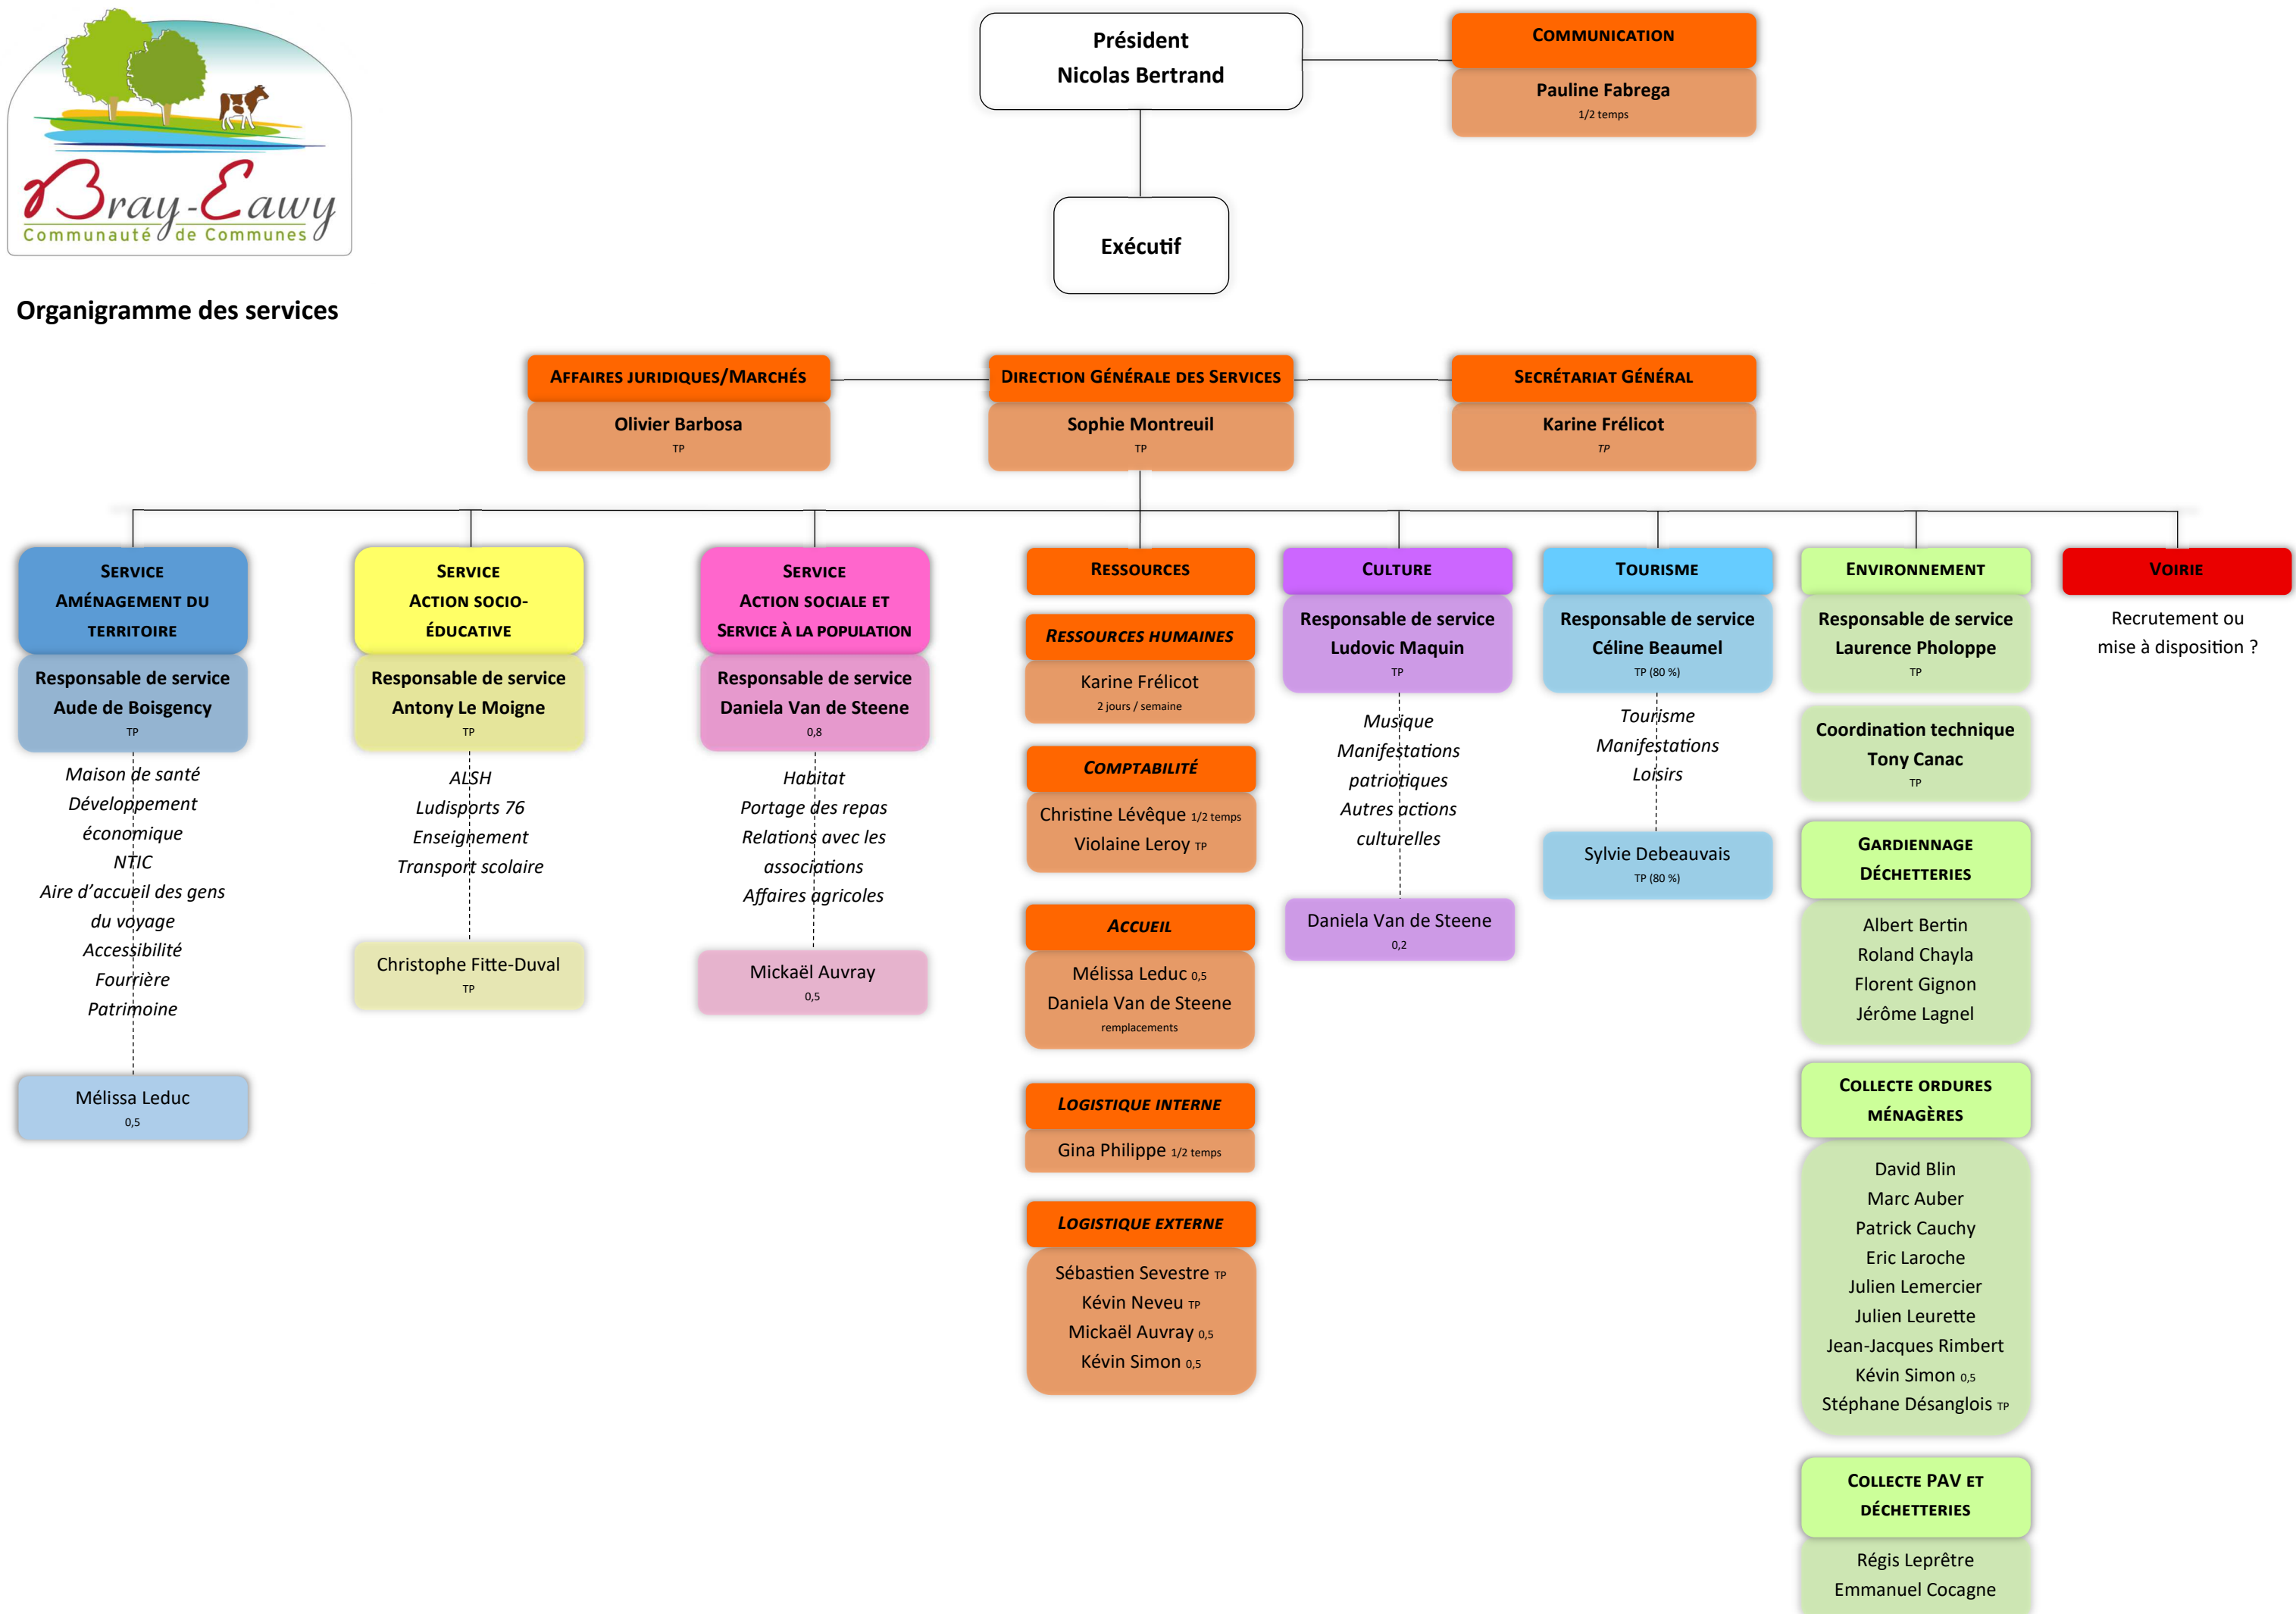 Bray-Eawy
Communauté de Communes
Organigramme des services
Président
Nicolas Bertrand
COMMUNICATION
Pauline Fabrega
1/2 temps
Exécutif
AFFAIRES JURIDIQUES/MARCHÉS
Olivier Barbosa
TP
DIRECTION GÉNÉRALE DES SERVICES
Sophie Montreuil
TP
SECRÉTARIAT GÉNÉRAL
Karine Frélicot
TP
SERVICE
AMÉNAGEMENT DU
TERRITOIRE
Responsable de service
Aude de Boisgency
TP
Maison de santé
Développement
économique
NTIC
Aire d’accueil des gens
du voyage
Accessibilité
Fourrière
Patrimoine
Mélissa Leduc
0,5
SERVICE
ACTION SOCIO-
ÉDUCATIVE
Responsable de service
Antony Le Moigne
TP
ALSH
Ludisports 76
Enseignement
Transport scolaire
Christophe Fitte-Duval
TP
SERVICE
ACTION SOCIALE ET
SERVICE À LA POPULATION
Responsable de service
Daniela Van de Steene
0,8
Habitat
Portage des repas
Relations avec les
associations
Affaires agricoles
Mickaël Auvray
0,5
RESSOURCES
RESSOURCES HUMAINES
Karine Frélicot
2 jours / semaine
COMPTABILITÉ
Christine Lévêque 1/2 temps
Violaine Leroy TP
ACCUEIL
Mélissa Leduc 0,5
Daniela Van de Steene
remplacements
LOGISTIQUE INTERNE
Gina Philippe 1/2 temps
LOGISTIQUE EXTERNE
Sébastien Sevestre TP
Kévin Neveu TP
Mickaël Auvray 0,5
Kévin Simon 0,5
CULTURE
Responsable de service
Ludovic Maquin
TP
Musique
Manifestations
patriotiques
Autres actions
culturelles
Daniela Van de Steene
0,2
TOURISME
Responsable de service
Céline Beaumel
TP (80 %)
Tourisme
Manifestations
Loisirs
Sylvie Debeauvais
TP (80 %)
ENVIRONNEMENT
Responsable de service
Laurence Pholoppe
TP
Coordination technique
Tony Canac
TP
GARDIENNAGE
DÉCHETTERIES
Albert Bertin
Roland Chayla
Florent Gignon
Jérôme Lagnel
COLLECTE ORDURES
MÉNAGÈRES
David Blin
Marc Auber
Patrick Cauchy
Eric Laroche
Julien Lemercier
Julien Leurette
Jean-Jacques Rimbert
Kévin Simon 0,5
Stéphane Désanglois TP
COLLECTE PAV ET
DÉCHETTERIES
Régis Leprêtre
Emmanuel Cocagne
VOIRIE
Recrutement ou
mise à disposition ?